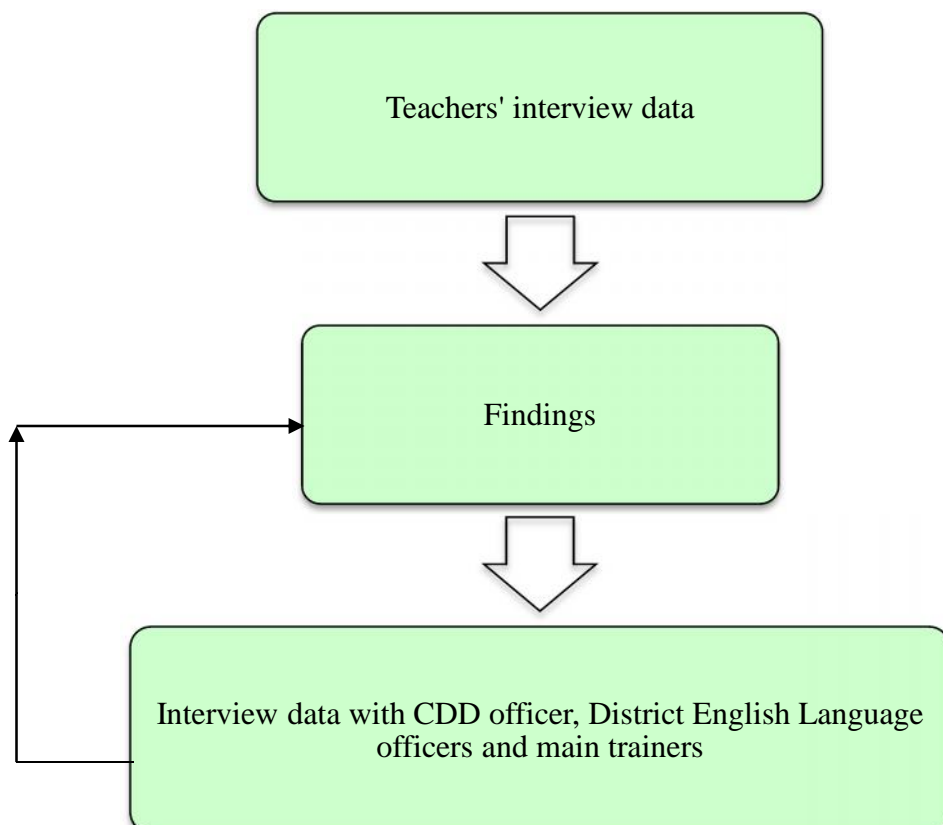 Teachers' interview data
Findings
Interview data with CDD officer, District English Language
officers and main trainers